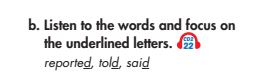 b. Listen to the words and focus on
the underlined letters. CD2 22
reported, told, said